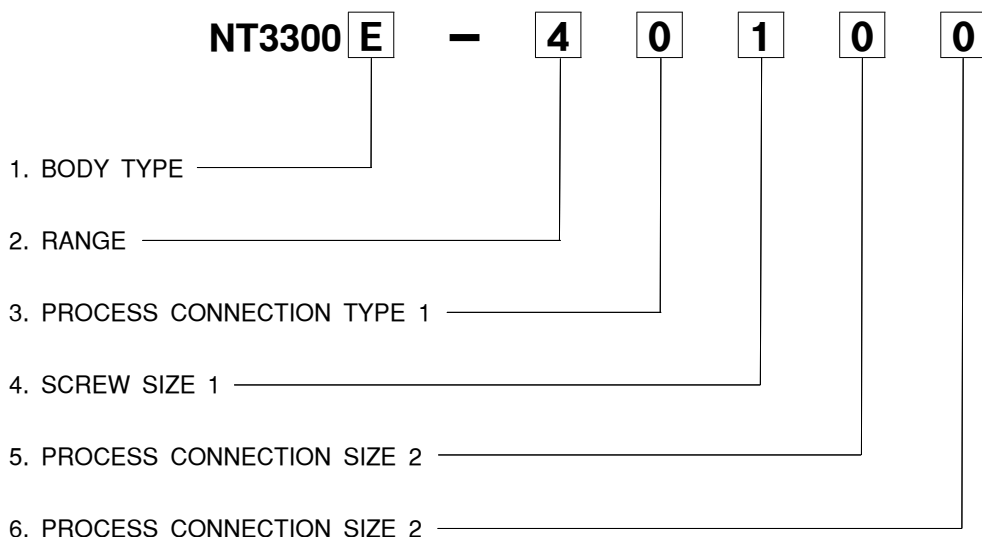 NT3300 E - 4 0 1 0 0
1. BODY TYPE
2. RANGE
3. PROCESS CONNECTION TYPE 1
4. SCREW SIZE 1
5. PROCESS CONNECTION SIZE 2
6. PROCESS CONNECTION SIZE 2